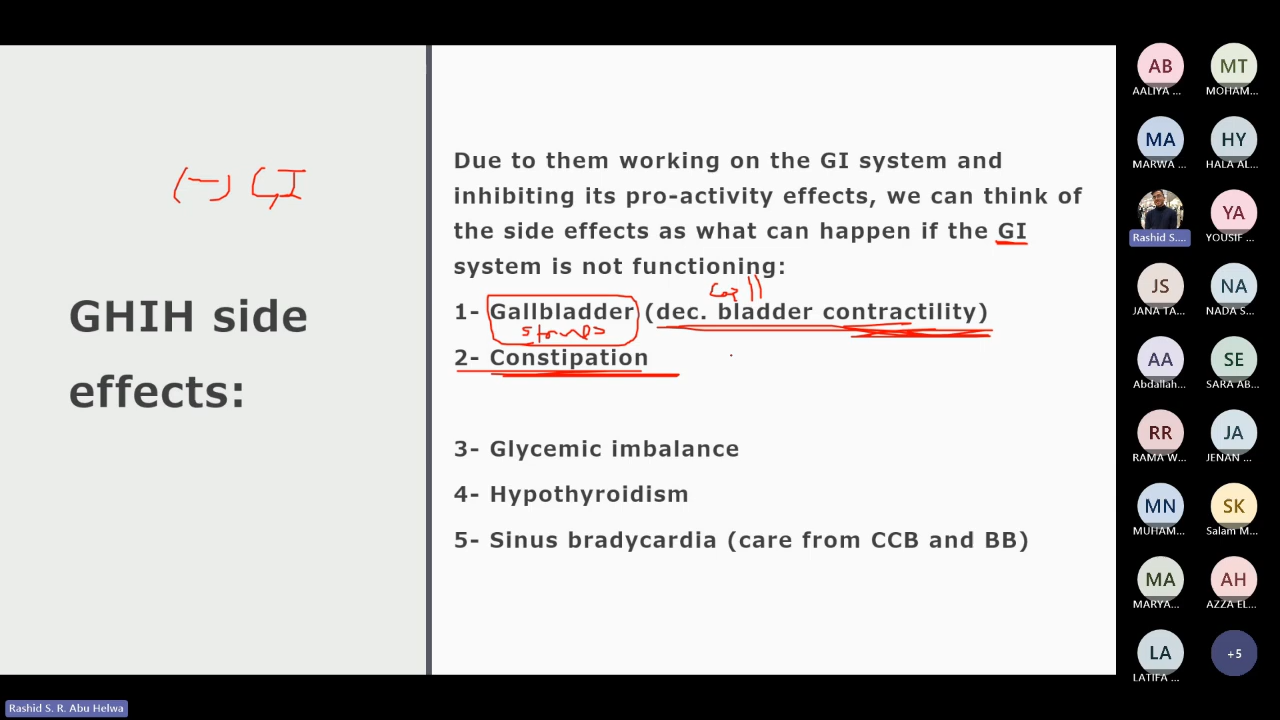 (-) GI
GHIH side
effects:
Due to them working on the GI system and
inhibiting its pro-activity effects, we can think of
the side effects as what can happen if the GI
system is not functioning:
1- Gallbladder (dec. bladder contractility)
stones
2- Constipation
3- Glycemic imbalance
4- Hypothyroidism
5- Sinus bradycardia (care from CCB and BB)
AB
AALIYA ...
MT
MOHAM...
MA
MARWA ...
HY
HALA AL...
Rashid S....
YA
YOUSIF ...
JS
JANA TA...
NA
NADA S...
AA
Abdallah...
SE
SARA AB...
RR
RAMA W...
JA
JENAN ...
MN
MUHAM...
SK
Salam M...
MA
MARYA...
AH
AZZA EL...
LA
LATIFA ...
+5
Rashid S. R. Abu Helwa